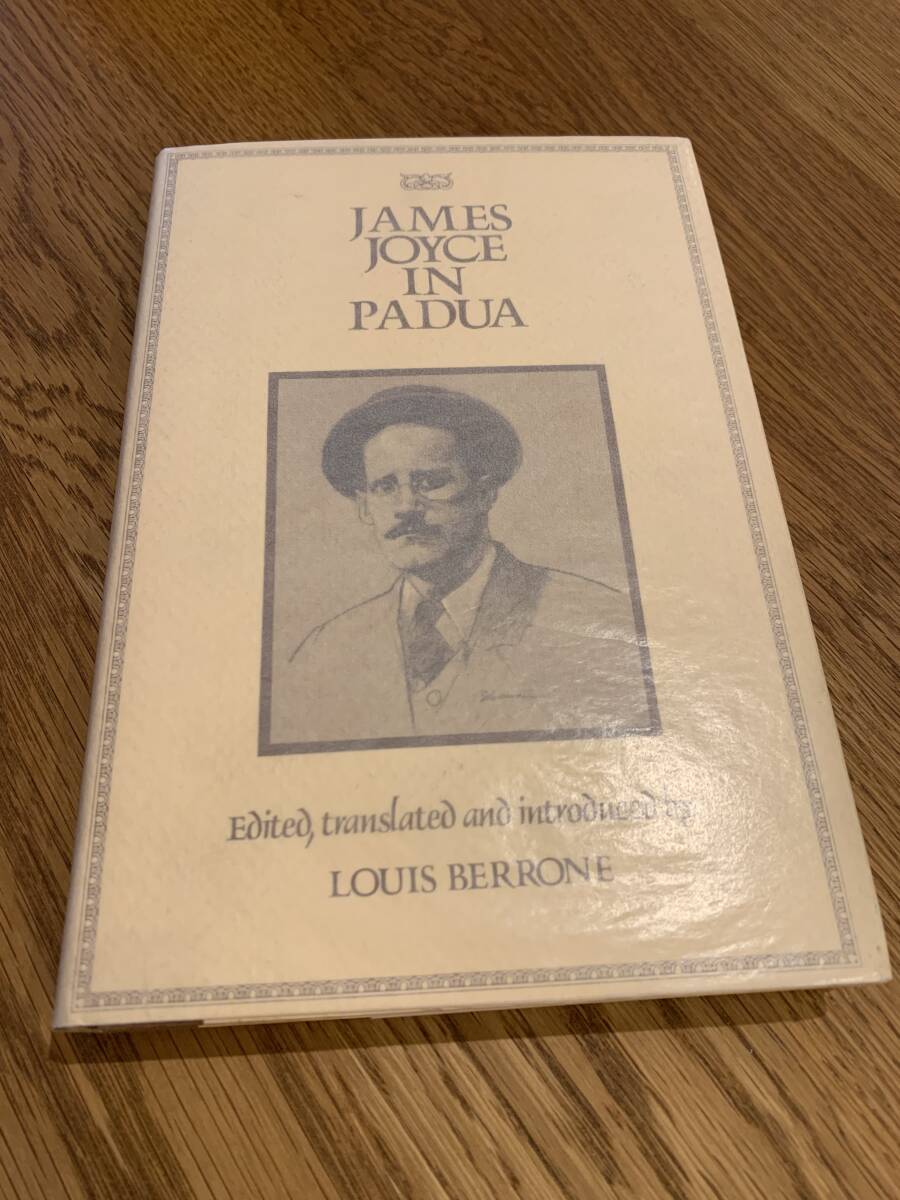 JAMES
JOYCE
IN
PADUA
Edited, translated and introduced by
LOUIS BERRONE